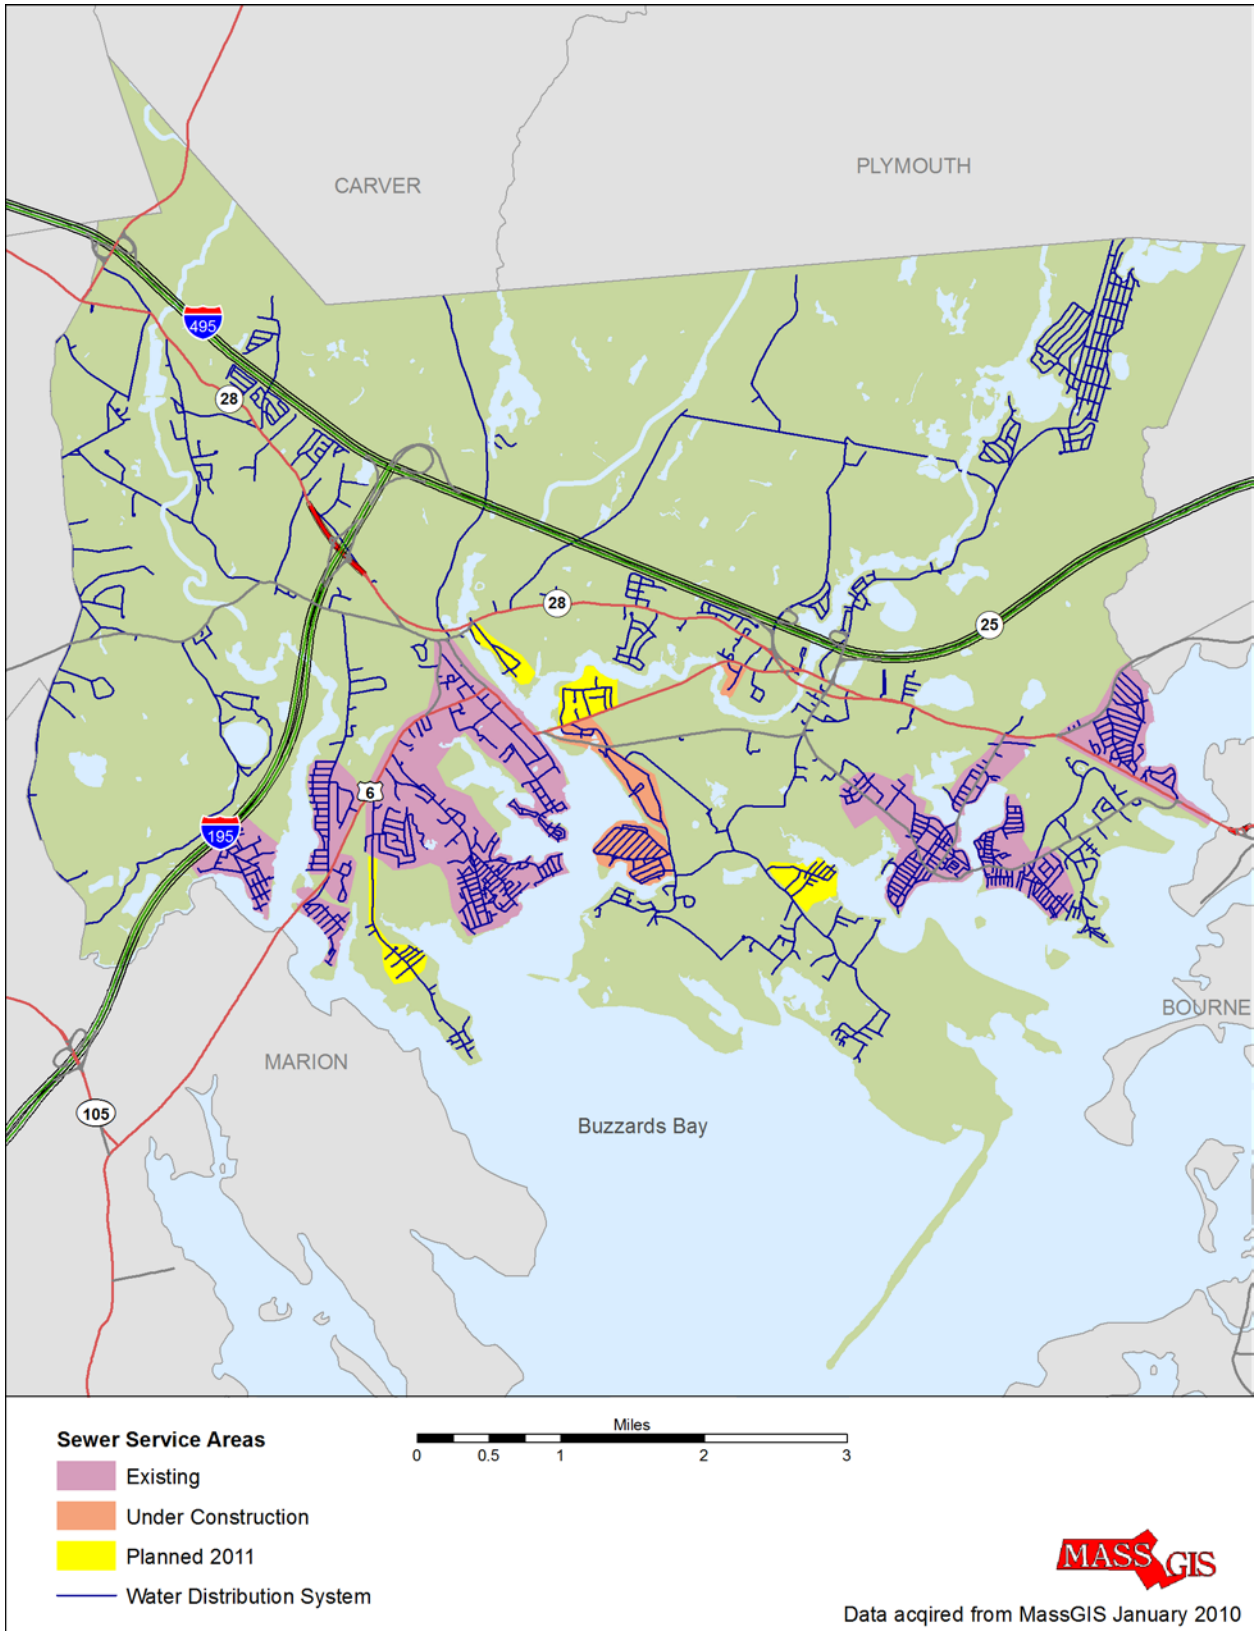 CARVER
PLYMOUTH
495
28
28
25
6
195
BOURNE
MARION
105
Buzzards Bay
Sewer Service Areas
Existing
Under Construction
Planned 2011
Water Distribution System
Miles
0 0.5 1 2 3
MASS GIS
Data acqired from MassGIS January 2010